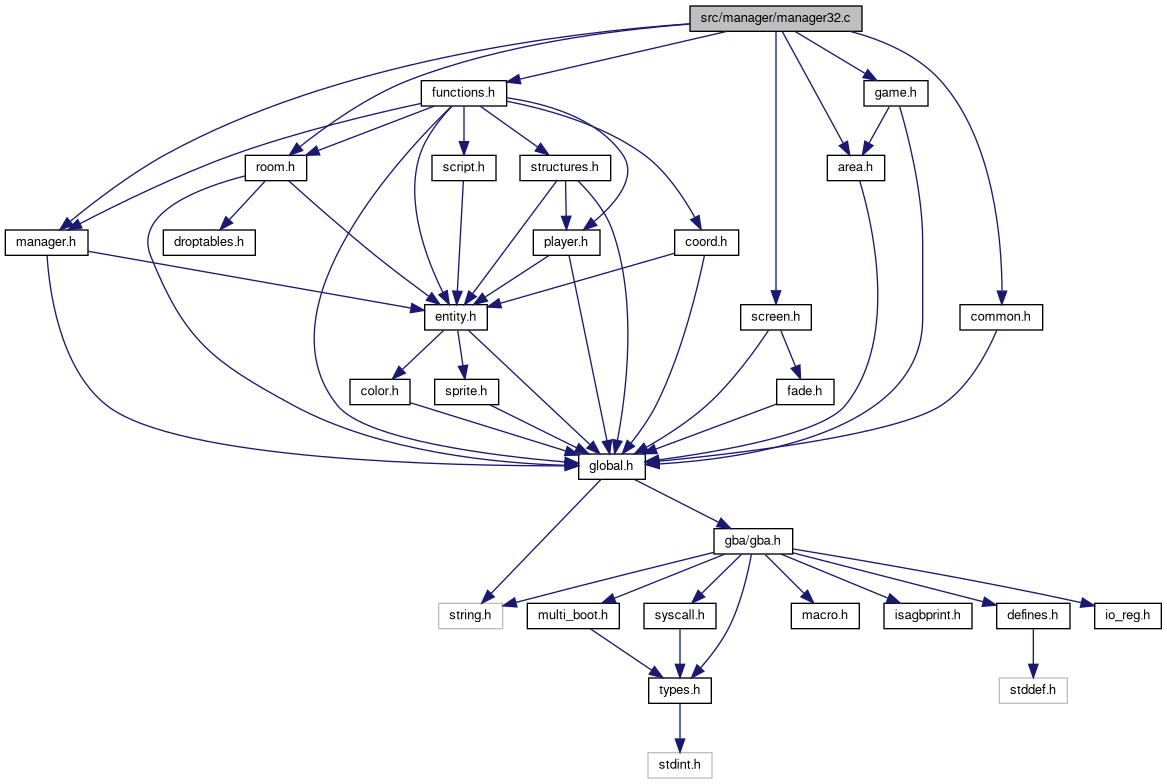 src/manager/manager32.c
functions.h
game.h
room.h
script.h
structures.h
area.h
manager.h
droptables.h
player.h
coord.h
entity.h
screen.h
common.h
color.h
sprite.h
fade.h
global.h
gba/gba.h
string.h
multi_boot.h
syscall.h
macro.h
isagbprint.h
defines.h
io_reg.h
types.h
stddef.h
stdint.h